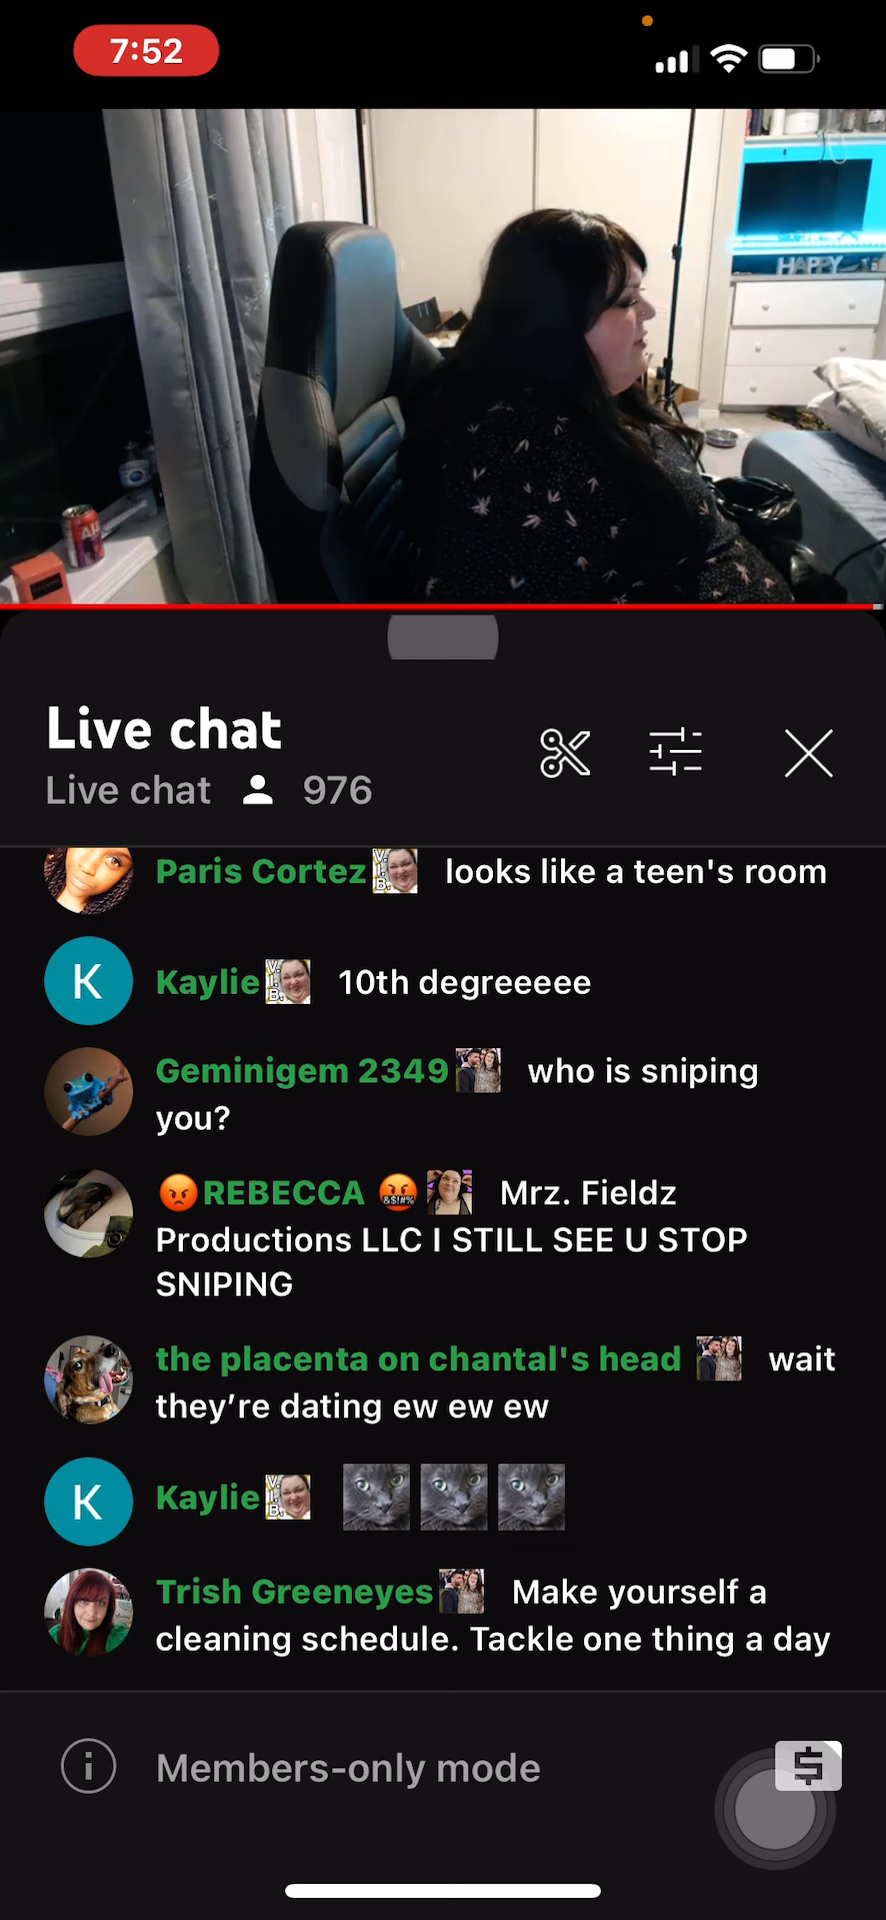 7:52
HAPPY
Live chat
Live chat 976
Paris Cortez looks like a teen's room
K
Kaylie 10th degreeeee
Geminigem 2349 who is sniping
you?
😡REBECCA 🤬 Mrz. Fieldz
Productions LLC I STILL SEE U STOP
SNIPING
the placenta on chantal's head wait
they’re dating ew ew ew
K
Kaylie
Trish Greeneyes Make yourself a
cleaning schedule. Tackle one thing a day
Members-only mode
$